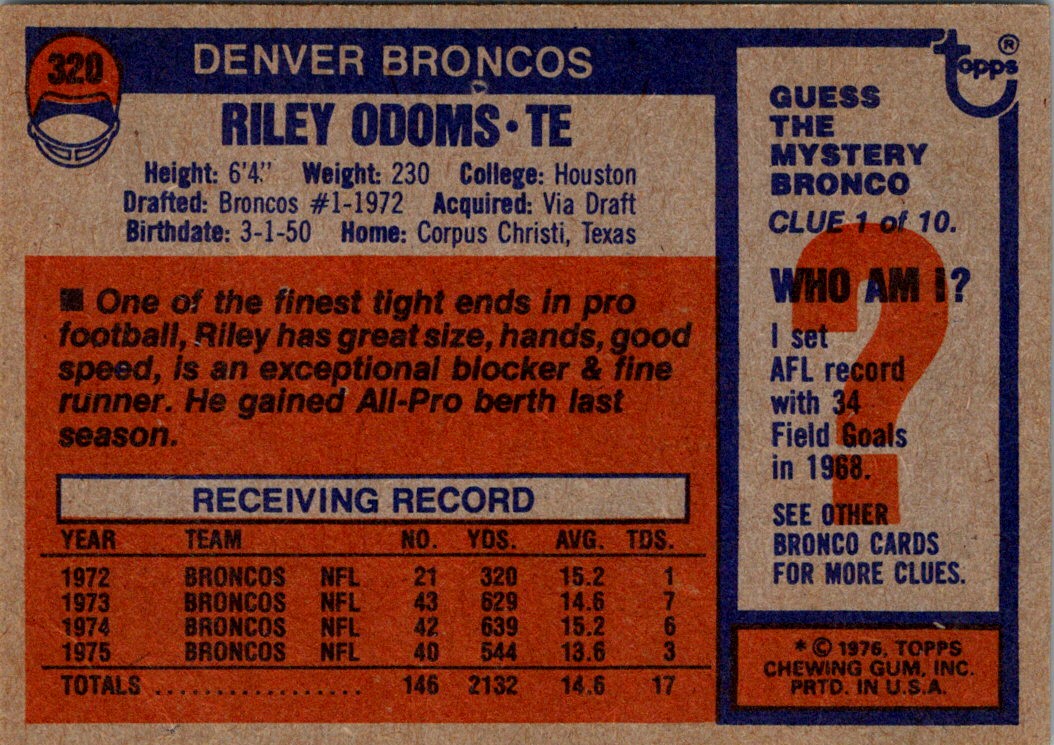 320
DENVER BRONCOS
RILEY ODOMS • TE
Height: 6'4." Weight: 230 College: Houston
Drafted: Broncos #1-1972 Acquired: Via Draft
Birthdate: 3-1-50 Home: Corpus Christi, Texas
■ One of the finest tight ends in pro
football, Riley has great size, hands, good
speed, is an exceptional blocker & fine
runner. He gained All-Pro berth last
season.
RECEIVING RECORD
YEAR TEAM NO. YDS. AVG. TDS.
1972 BRONCOS NFL 21 320 15.2 1
1973 BRONCOS NFL 43 629 14.6 7
1974 BRONCOS NFL 42 639 15.2 6
1975 BRONCOS NFL 40 544 13.6 3
TOTALS .................. 146 2132 14.6 17
topps®
GUESS
THE
MYSTERY
BRONCO
CLUE 1 of 10.
WHO AM I?
I set
AFL record
with 34
Field Goals
in 1968.
SEE OTHER
BRONCO CARDS
FOR MORE CLUES.
?
* © 1976, TOPPS
CHEWING GUM, INC.
PRTD. IN U.S.A.